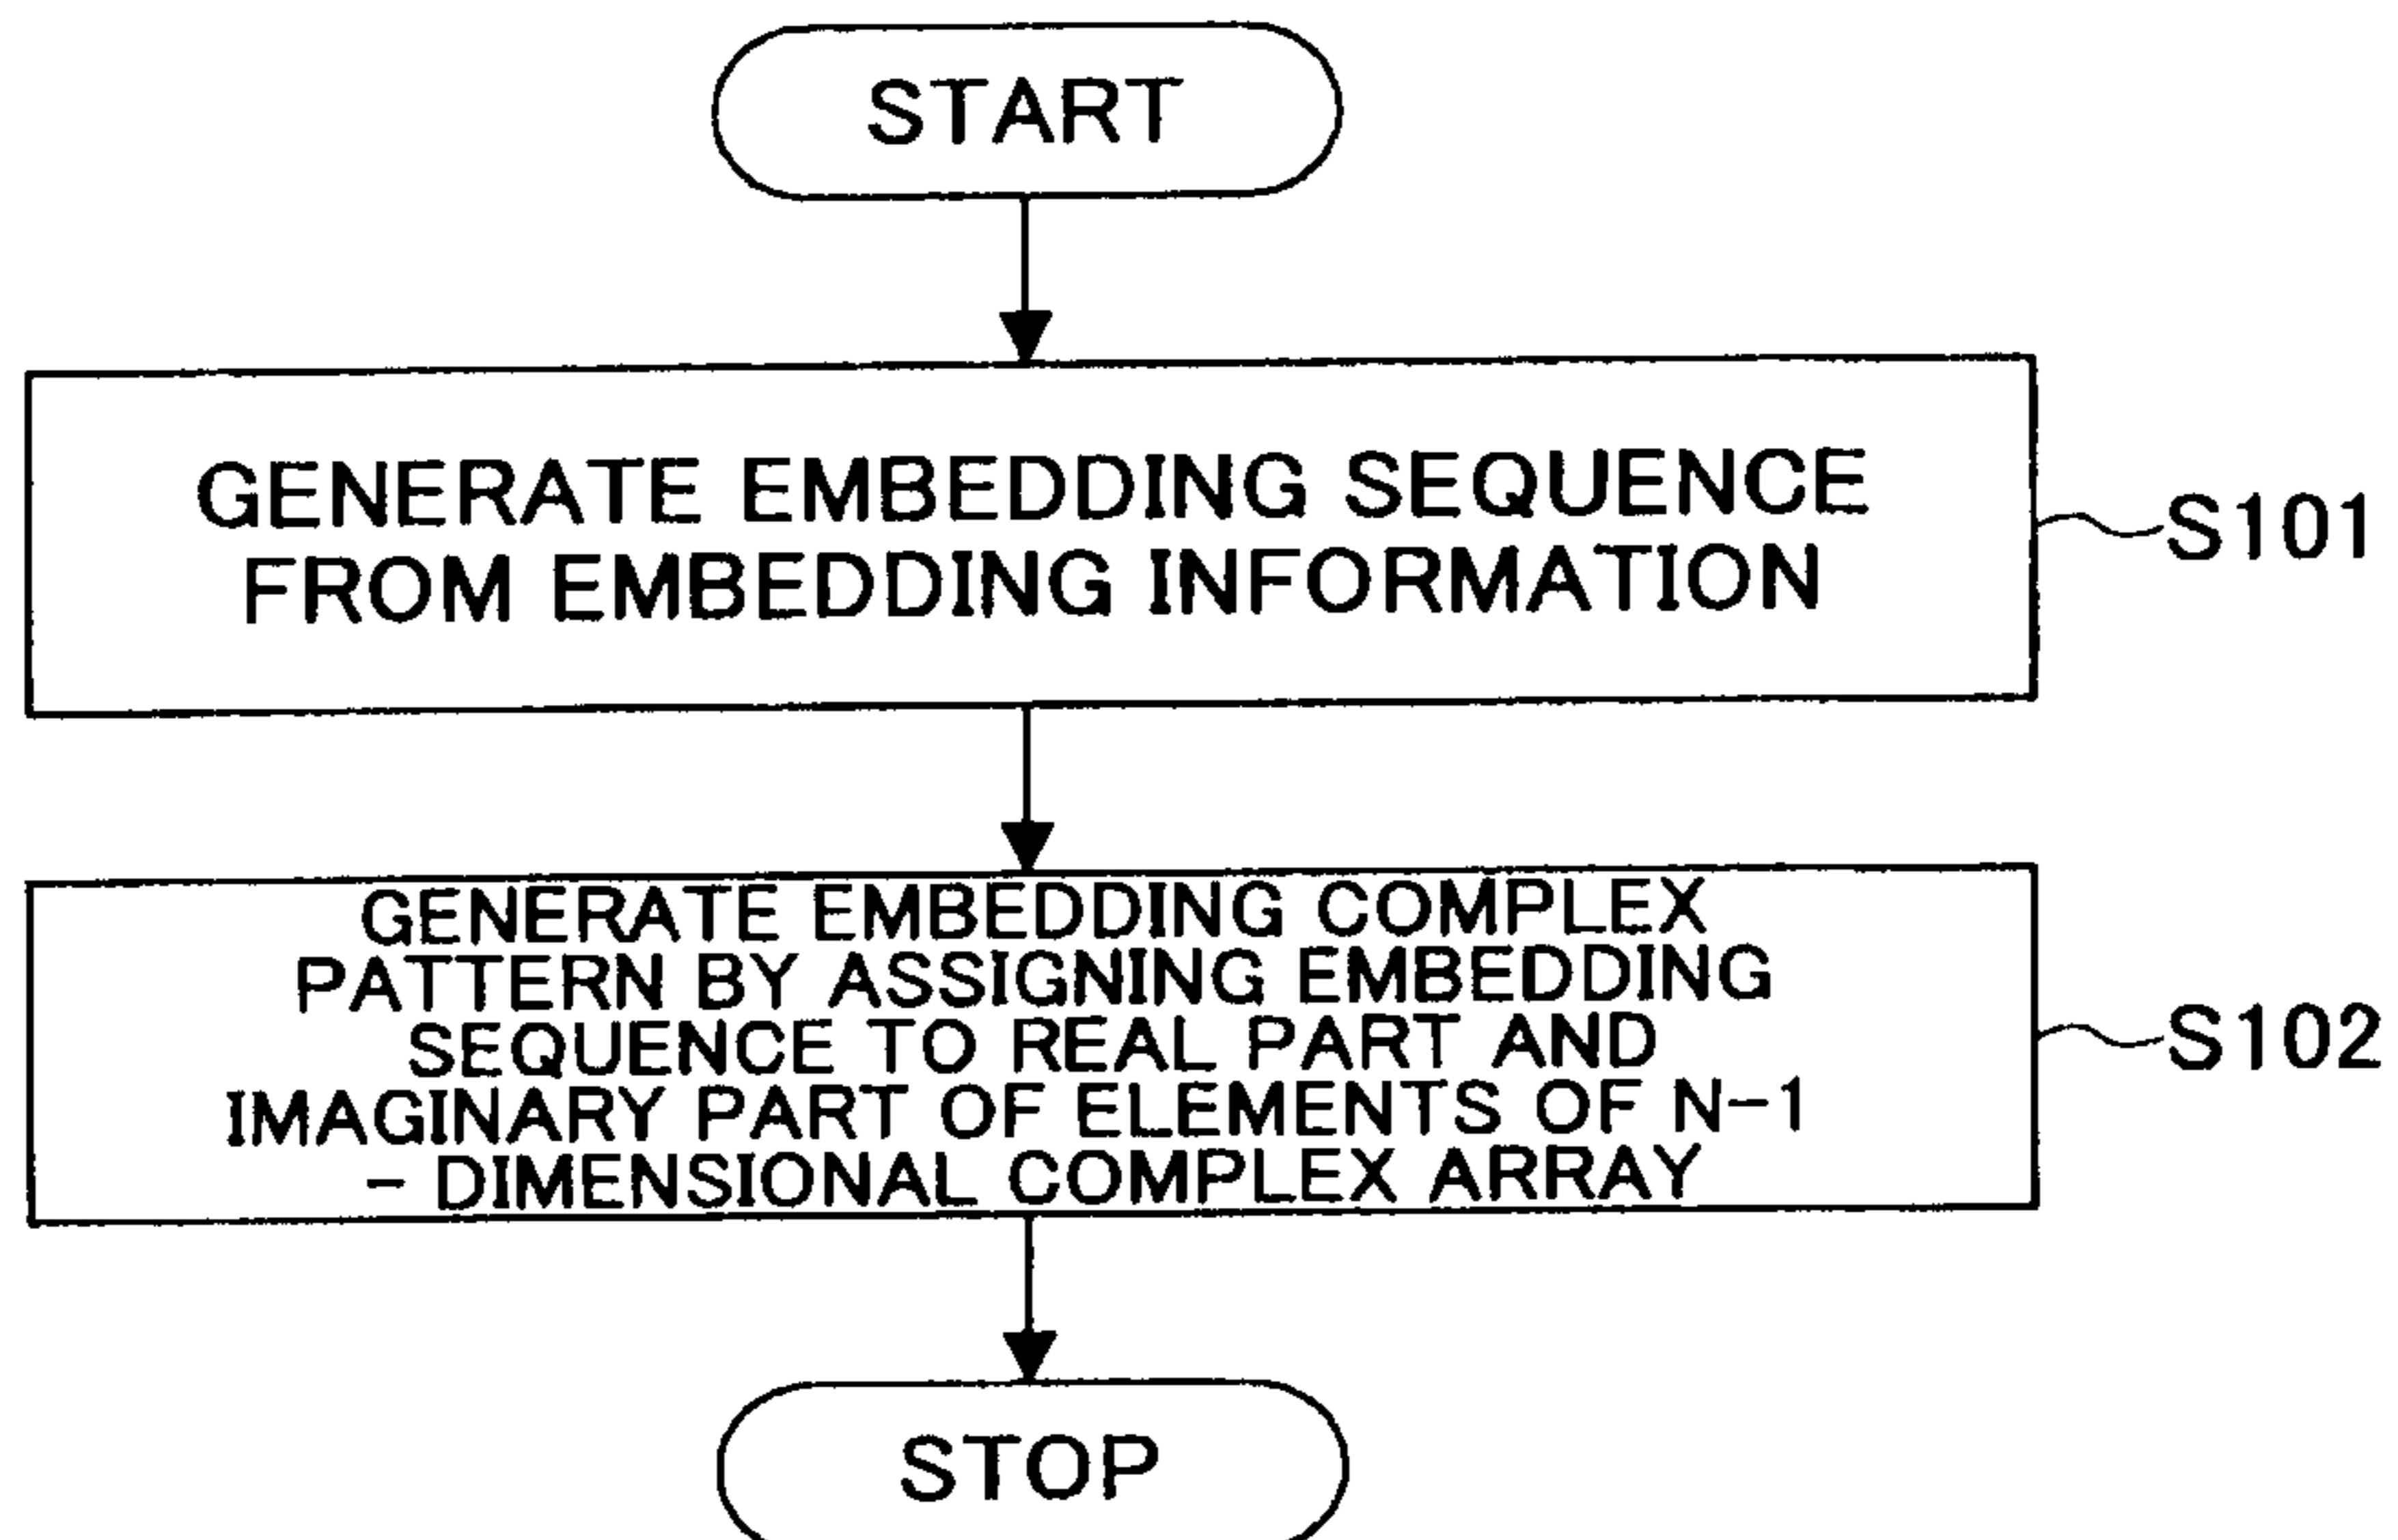 START
GENERATE EMBEDDING SEQUENCE
FROM EMBEDDING INFORMATION
S101
GENERATE EMBEDDING COMPLEX
PATTERN BY ASSIGNING EMBEDDING
SEQUENCE TO REAL PART AND
IMAGINARY PART OF ELEMENTS OF N-1
- DIMENSIONAL COMPLEX ARRAY
S102
STOP